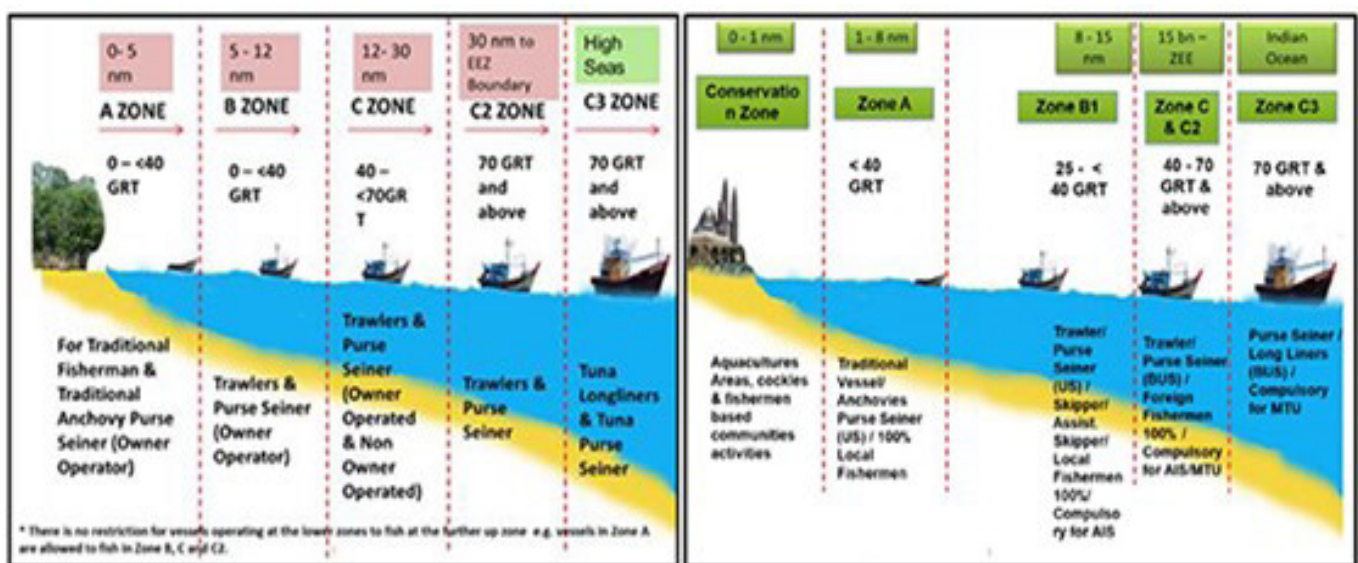 0- 5
nm
5 - 12
nm
12- 30
nm
30 nm to
EEZ
Boundary
High
Seas
A ZONE
B ZONE
C ZONE
C2 ZONE
C3 ZONE
0 – <40
GRT
0 – <40
GRT
40 –
<70GR
T
70 GRT
and
above
70 GRT
and
above
For Traditional
Fisherman &
Traditional
Anchovy Purse
Seiner (Owner
Operator)
Trawlers &
Purse Seiner
(Owner
Operator)
Trawlers &
Purse
Seiner
(Owner
Operated
& Non
Owner
Operated)
Trawlers &
Purse
Seiner
Tuna
Longliners
& Tuna
Purse
Seiner
* There is no restriction for vessels operating at the lower zones to fish at the further up zone e.g. vessels in Zone A
are allowed to fish in Zone B, C and C2.
0 - 1 nm
1 - 8 nm
8 - 15
nm
15 bn –
ZEE
Indian
Ocean
Conservatio
n Zone
Zone A
Zone B1
Zone C
& C2
Zone C3
< 40
GRT
25 - <
40 GRT
40 - 70
GRT &
above
70 GRT &
above
Aquacultures
Areas, cockles
& fishermen
based
communities
activities
Traditional
Vessel/
Anchovies
Purse Seiner
(US) / 100%
Local
Fishermen
Trawler/
Purse
Seiner
(US) /
Skipper/
Assist.
Skipper/
Local
Fishermen
100%/
Compulso
ry for AIS
Trawler/
Purse Seiner
(BUS) /
Foreign
Fishermen
100% /
Compulsory
for AIS/MTU
Purse Seiner /
Long Liners
(BUS) /
Compulsory
for MTU